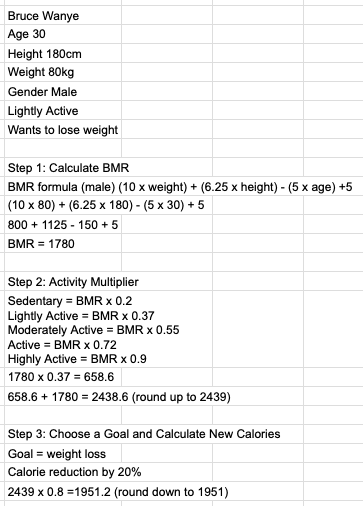 Bruce Wanye
Age 30
Height 180cm
Weight 80kg
Gender Male
Lightly Active
Wants to lose weight
Step 1: Calculate BMR
BMR formula (male) (10 x weight) + (6.25 x height) - (5 x age) +5
(10 x 80) + (6.25 x 180) - (5 x 30) + 5
800 + 1125 - 150 + 5
BMR = 1780
Step 2: Activity Multiplier
Sedentary = BMR x 0.2
Lightly Active = BMR x 0.37
Moderately Active = BMR x 0.55
Active = BMR x 0.72
Highly Active = BMR x 0.9
1780 x 0.37 = 658.6
658.6 + 1780 = 2438.6 (round up to 2439)
Step 3: Choose a Goal and Calculate New Calories
Goal = weight loss
Calorie reduction by 20%
2439 x 0.8 =1951.2 (round down to 1951)